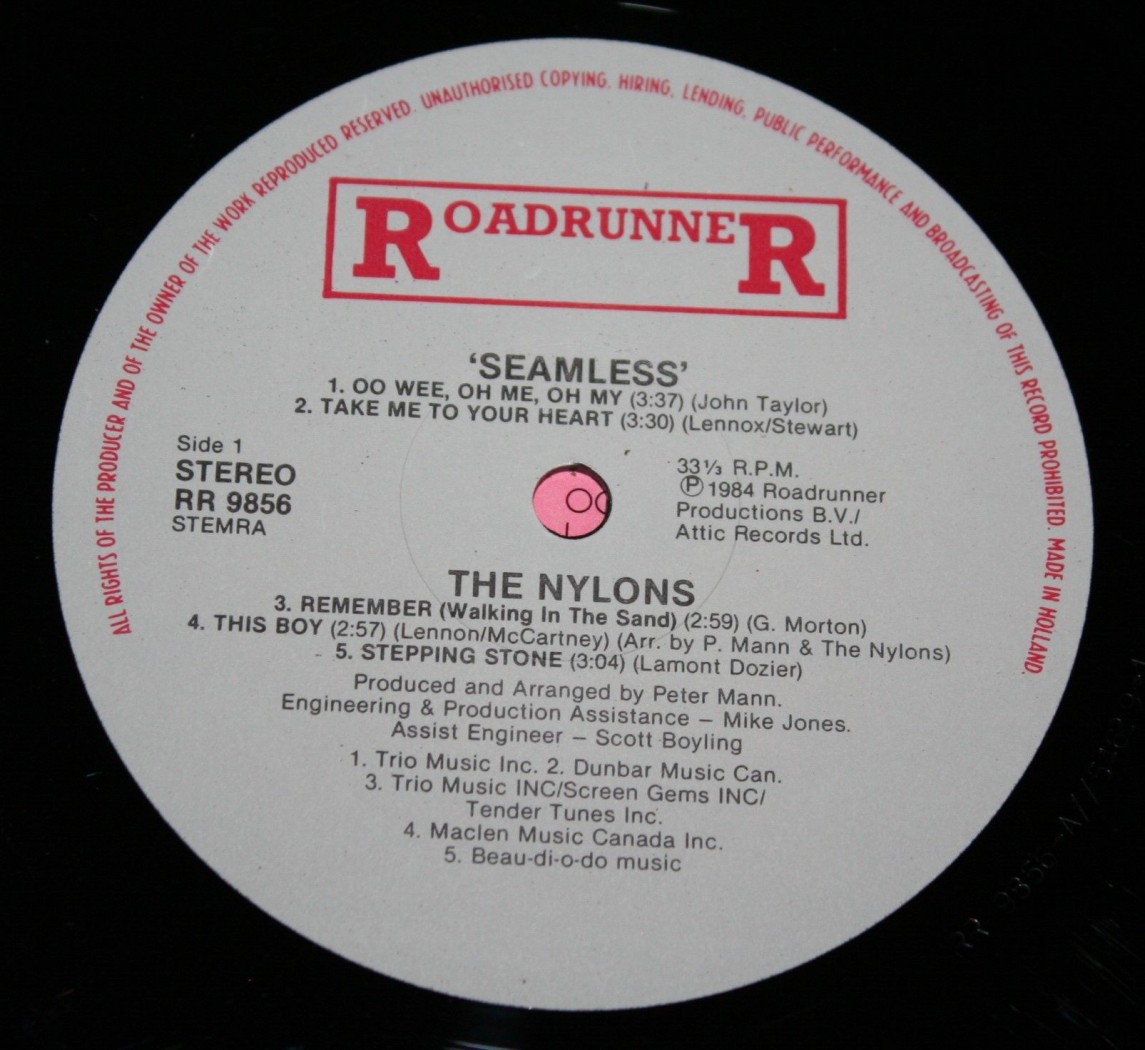 ALL RIGHTS OF THE PRODUCER AND OF THE OWNER OF THE WORK REPRODUCED RESERVED. UNAUTHORISED COPYING, HIRING, LENDING, PUBLIC PERFORMANCE AND BROADCASTING OF THIS RECORD PROHIBITED. MADE IN HOLLAND
ROADRUNNER
‘SEAMLESS’
1. OO WEE, OH ME, OH MY (3:37) (John Taylor)
2. TAKE ME TO YOUR HEART (3:30) (Lennox/Stewart)
Side 1
STEREO
RR 9856
STEMRA
33⅓ R.P.M.
Ⓟ 1984 Roadrunner
Productions B.V./
Attic Records Ltd.
THE NYLONS
3. REMEMBER (Walking In The Sand) (2:59) (G. Morton)
4. THIS BOY (2:57) (Lennon/McCartney) (Arr. by P. Mann & The Nylons)
5. STEPPING STONE (3:04) (Lamont Dozier)
Produced and Arranged by Peter Mann.
Engineering & Production Assistance – Mike Jones.
Assist Engineer – Scott Boyling
1. Trio Music Inc. 2. Dunbar Music Can.
3. Trio Music INC/Screen Gems INC/
Tender Tunes Inc.
4. Maclen Music Canada Inc.
5. Beau-di-o-do music